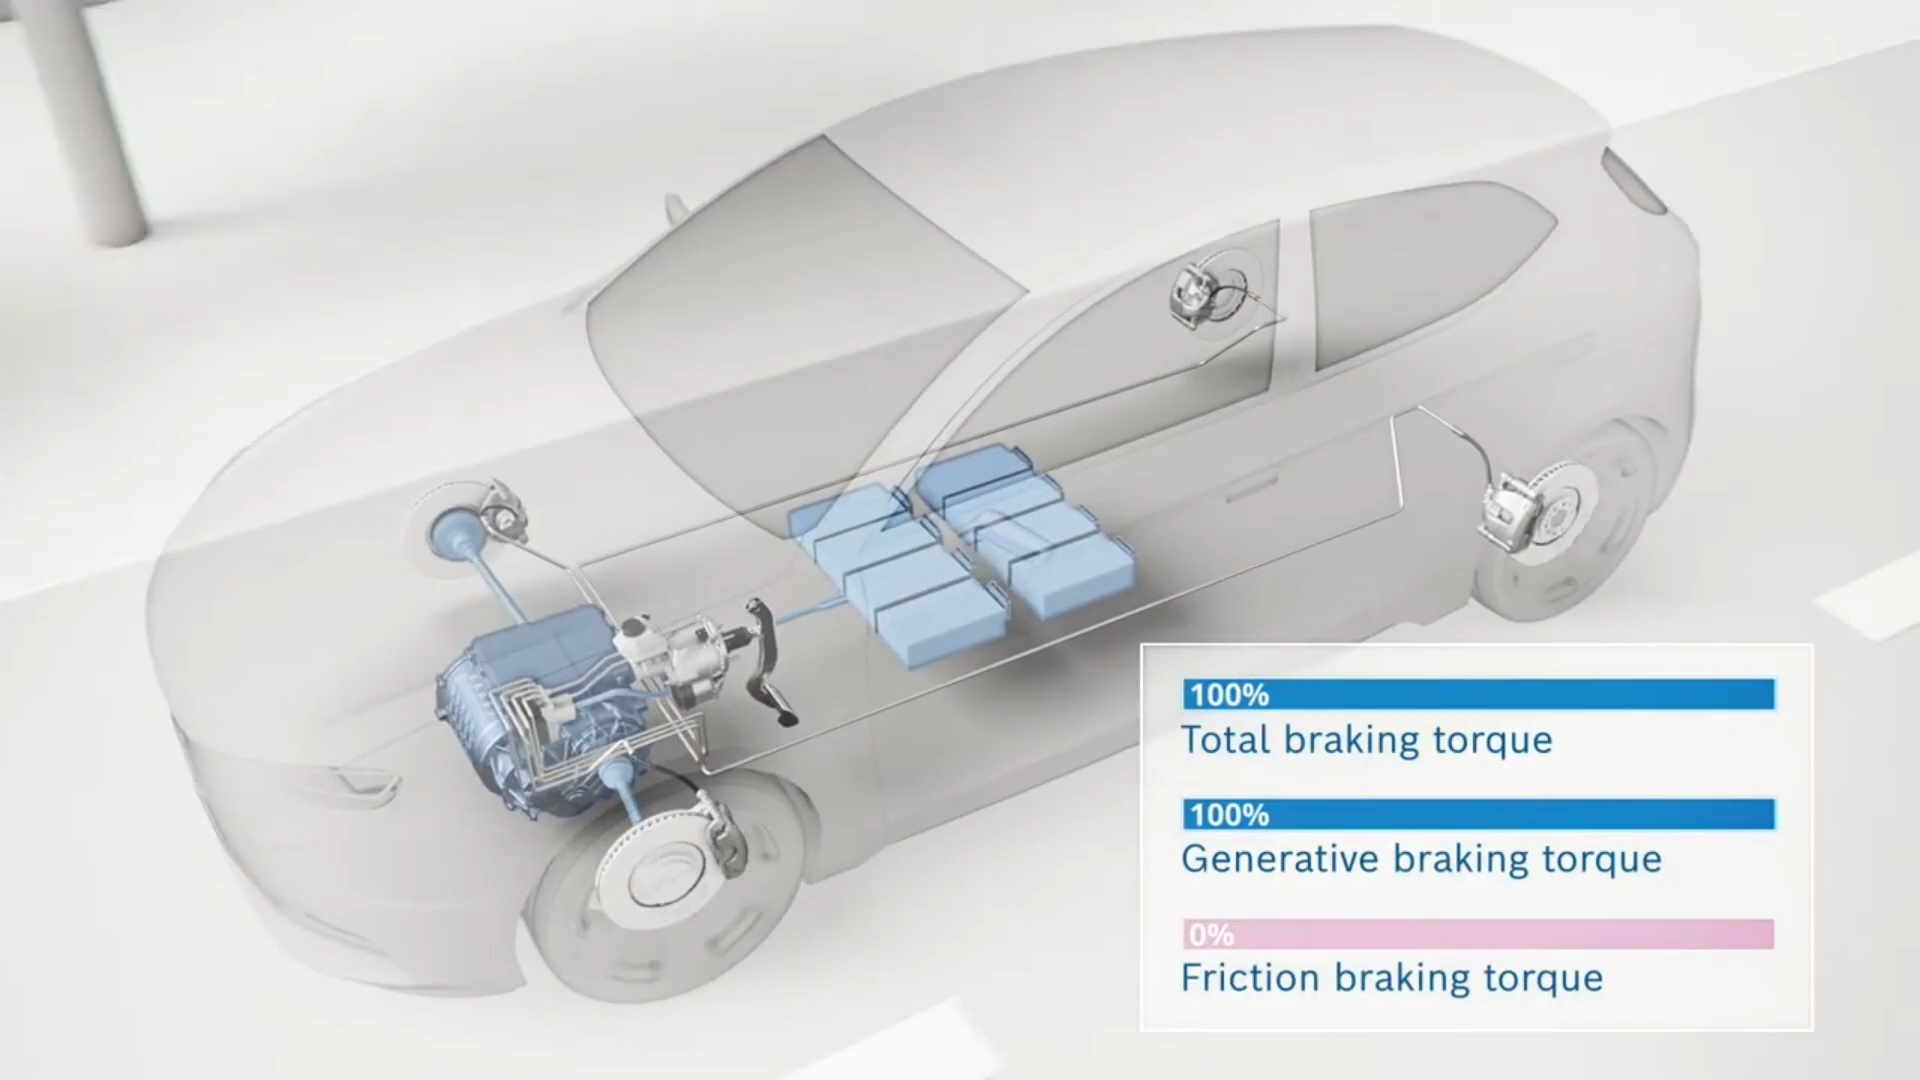 100%
Total braking torque
100%
Generative braking torque
0%
Friction braking torque